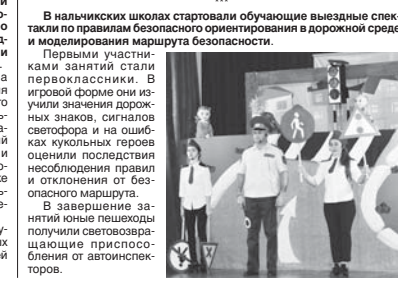 ***
В нальчикских школах стартовали обучающие выездные спек-
такли по правилам безопасного ориентирования в дорожной среде
и моделирования маршрута безопасности.
Первыми участни-
ками занятий стали
первоклассники. В
игровой форме они из-
учили значения дорож-
ных знаков, сигналов
светофора и на ошиб-
ках кукольных героев
оценили последствия
несоблюдения правил
и отклонения от без-
опасного маршрута.
В завершение за-
нятий юные пешеходы
получили световозвра-
щающие приспосо-
бления от автоинспек-
торов.